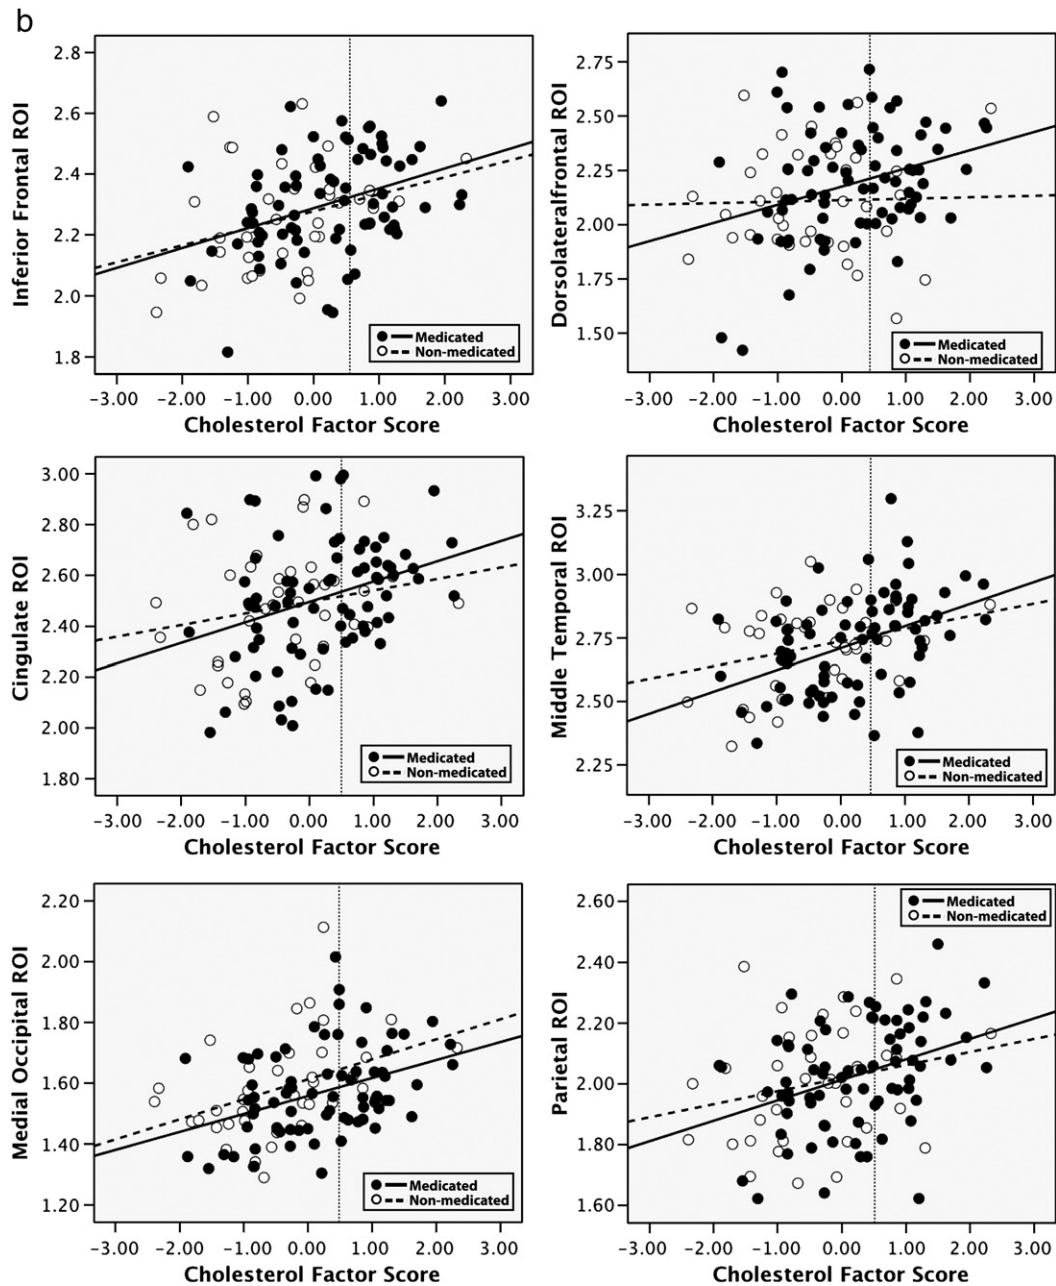 b
Inferior Frontal ROI
2.8
2.6
2.4
2.2
2.0
1.8
Medicated
Non-medicated
−3.00 −2.00 −1.00 0.00 1.00 2.00 3.00
Cholesterol Factor Score
Dorsolateralfrontal ROI
2.75
2.50
2.25
2.00
1.75
1.50
Medicated
Non-medicated
−3.00 −2.00 −1.00 0.00 1.00 2.00 3.00
Cholesterol Factor Score
Cingulate ROI
3.00
2.80
2.60
2.40
2.20
2.00
1.80
Medicated
Non-medicated
−3.00 −2.00 −1.00 0.00 1.00 2.00 3.00
Cholesterol Factor Score
Middle Temporal ROI
3.25
3.00
2.75
2.50
2.25
Medicated
Non-medicated
−3.00 −2.00 −1.00 0.00 1.00 2.00 3.00
Cholesterol Factor Score
Medial Occipital ROI
2.20
2.00
1.80
1.60
1.40
1.20
Medicated
Non-medicated
−3.00 −2.00 −1.00 0.00 1.00 2.00 3.00
Cholesterol Factor Score
Parietal ROI
2.60
2.40
2.20
2.00
1.80
1.60
Medicated
Non-medicated
−3.00 −2.00 −1.00 0.00 1.00 2.00 3.00
Cholesterol Factor Score